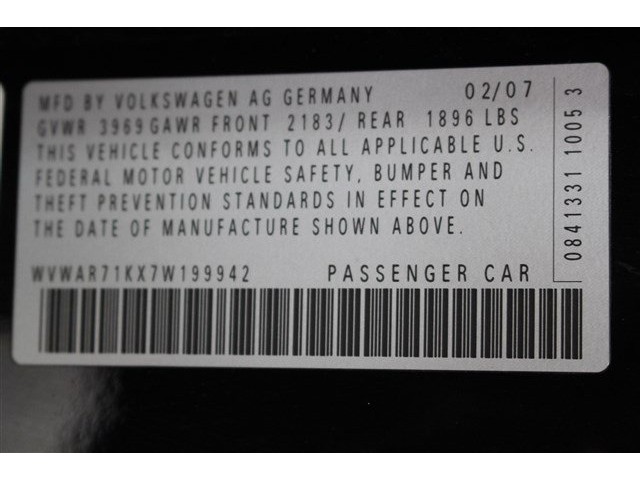 MFD BY VOLKSWAGEN AG GERMANY 02/07
GVWR 3969 GAWR FRONT 2183/ REAR 1896 LBS
THIS VEHICLE CONFORMS TO ALL APPLICABLE U.S.
FEDERAL MOTOR VEHICLE SAFETY, BUMPER AND
THEFT PREVENTION STANDARDS IN EFFECT ON
THE DATE OF MANUFACTURE SHOWN ABOVE.
WVWAR71KX7W199942 PASSENGER CAR
0841331 1005 3